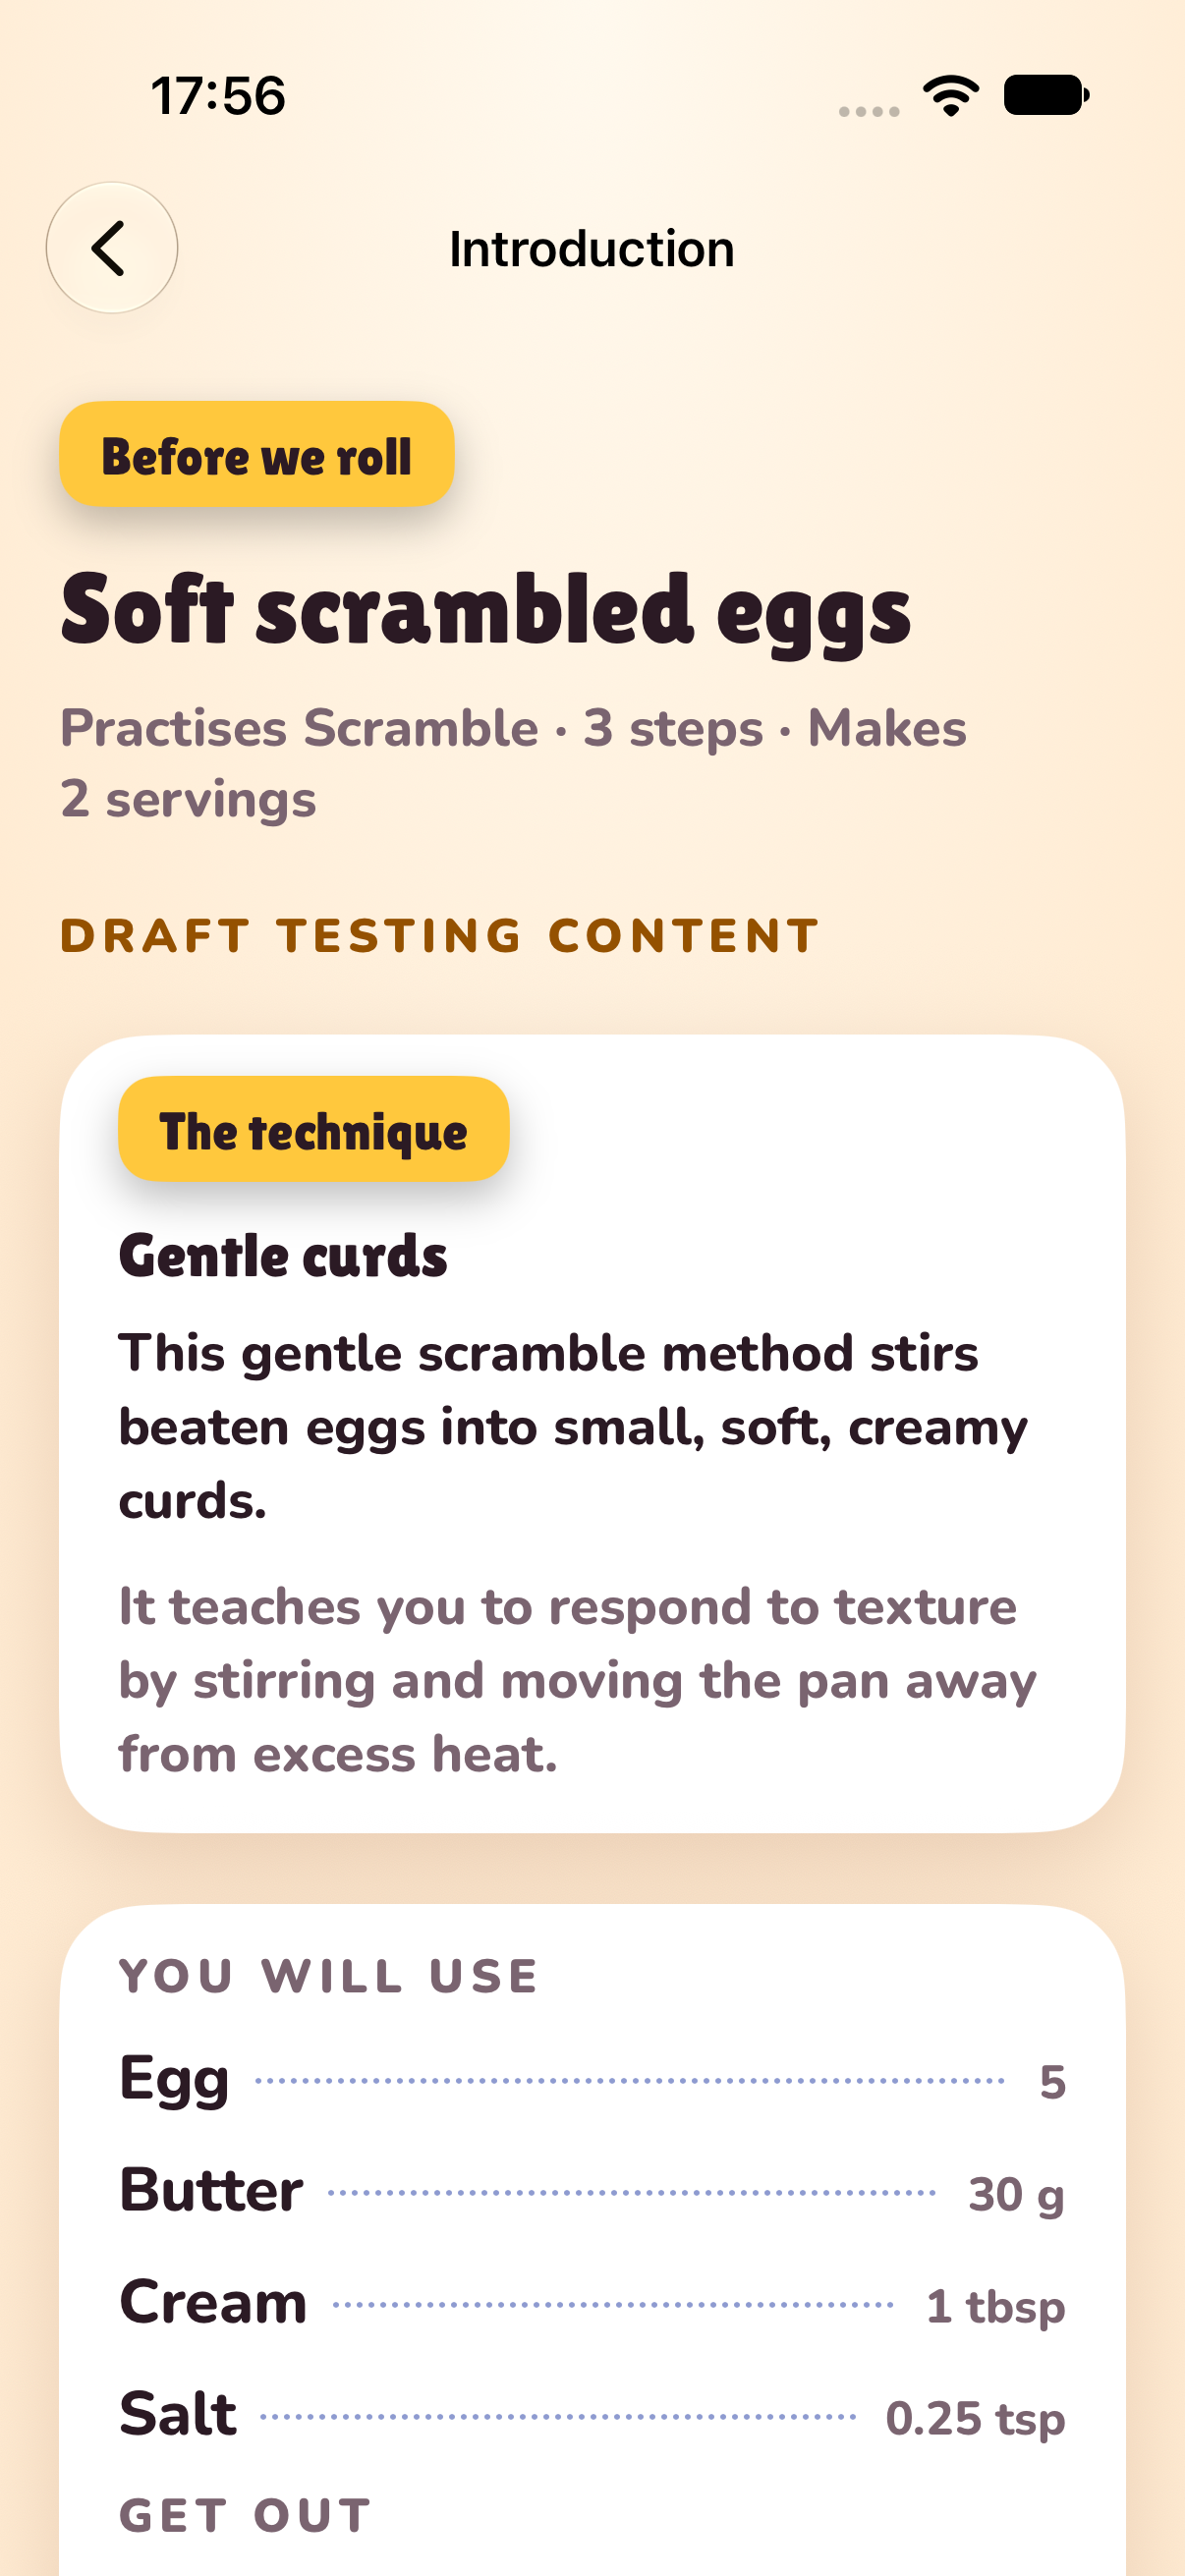 17:56
Introduction
Before we roll
Soft scrambled eggs
Practises Scramble · 3 steps · Makes
2 servings
DRAFT TESTING CONTENT
The technique
Gentle curds
This gentle scramble method stirs
beaten eggs into small, soft, creamy
curds.
It teaches you to respond to texture
by stirring and moving the pan away
from excess heat.
YOU WILL USE
Egg 5
Butter 30 g
Cream 1 tbsp
Salt 0.25 tsp
GET OUT